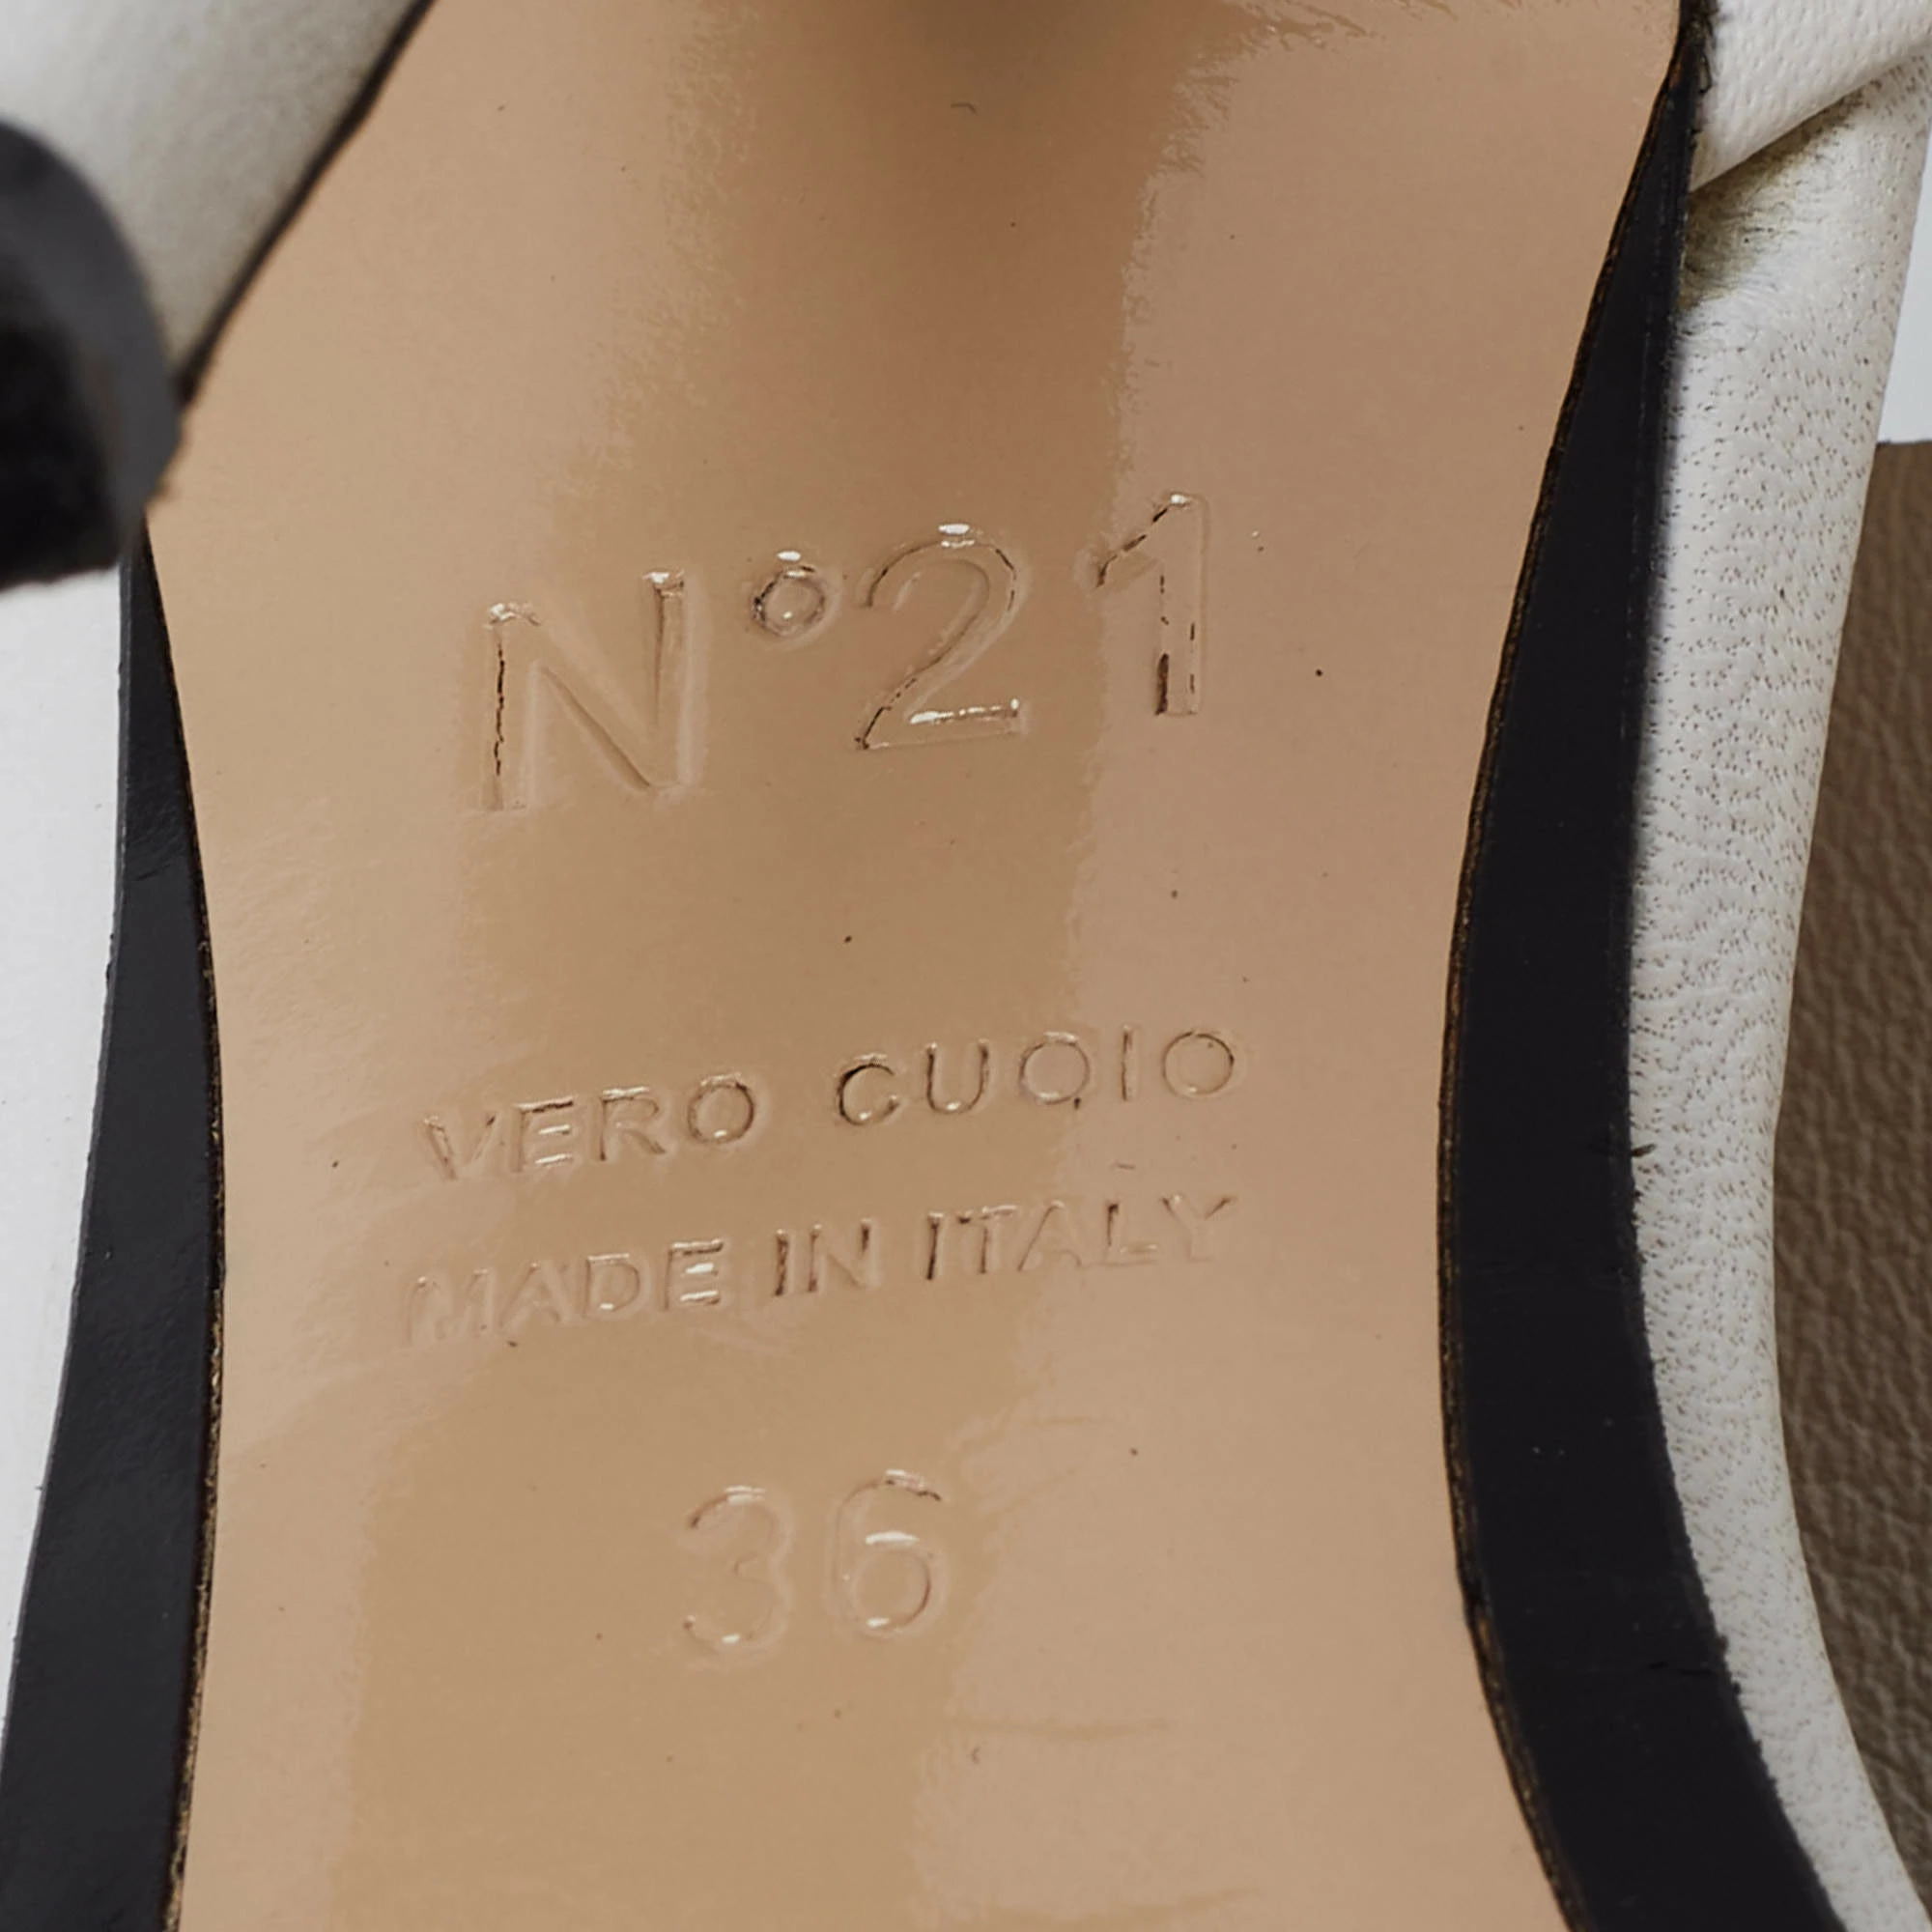 N°21
VERO CUOIO
MADE IN ITALY
36